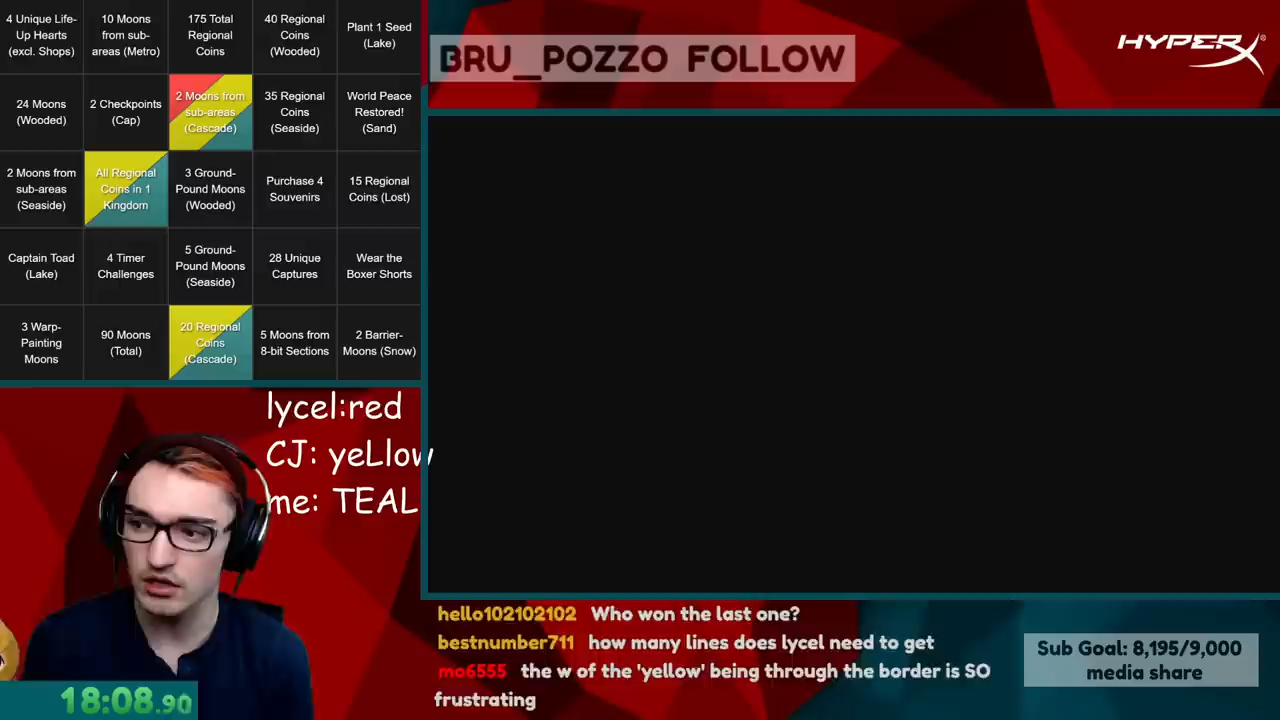 4 Unique Life-
Up Hearts
(excl. Shops)
10 Moons
from sub-
areas (Metro)
175 Total
Regional
Coins
40 Regional
Coins
(Wooded)
Plant 1 Seed
(Lake)
24 Moons
(Wooded)
2 Checkpoints
(Cap)
2 Moons from
sub-areas
(Cascade)
35 Regional
Coins
(Seaside)
World Peace
Restored!
(Sand)
2 Moons from
sub-areas
(Seaside)
All Regional
Coins in 1
Kingdom
3 Ground-
Pound Moons
(Wooded)
Purchase 4
Souvenirs
15 Regional
Coins (Lost)
Captain Toad
(Lake)
4 Timer
Challenges
5 Ground-
Pound Moons
(Seaside)
28 Unique
Captures
Wear the
Boxer Shorts
3 Warp-
Painting
Moons
90 Moons
(Total)
20 Regional
Coins
(Cascade)
5 Moons from
8-bit Sections
2 Barrier-
Moons (Snow)
BRU_POZZO FOLLOW
HYPERX
lycel:red
CJ: yeLlow
me: TEAL
18:08.90
hello102102102 Who won the last one?
bestnumber711 how many lines does lycel need to get
mo6555 the w of the 'yellow' being through the border is SO
frustrating
Sub Goal: 8,195/9,000
media share